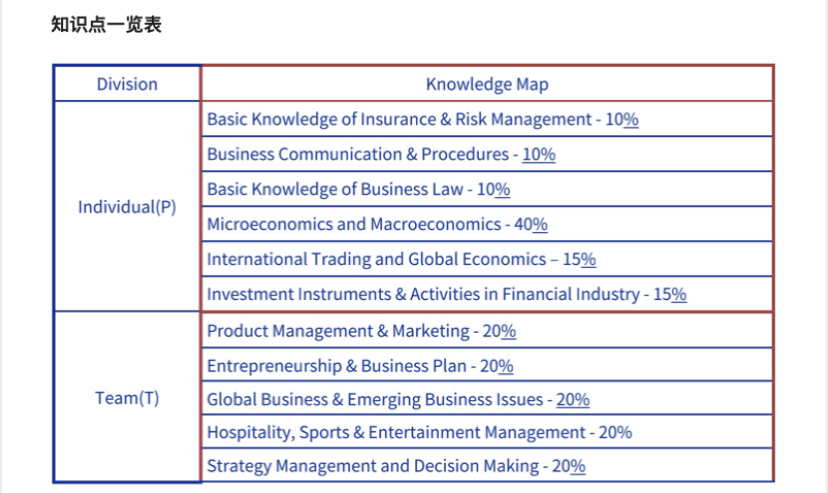 知识点一览表
Division
Knowledge Map
Individual(P)
Basic Knowledge of Insurance & Risk Management - 10%
Business Communication & Procedures - 10%
Basic Knowledge of Business Law - 10%
Microeconomics and Macroeconomics - 40%
International Trading and Global Economics – 15%
Investment Instruments & Activities in Financial Industry - 15%
Team(T)
Product Management & Marketing - 20%
Entrepreneurship & Business Plan - 20%
Global Business & Emerging Business Issues - 20%
Hospitality, Sports & Entertainment Management - 20%
Strategy Management and Decision Making - 20%